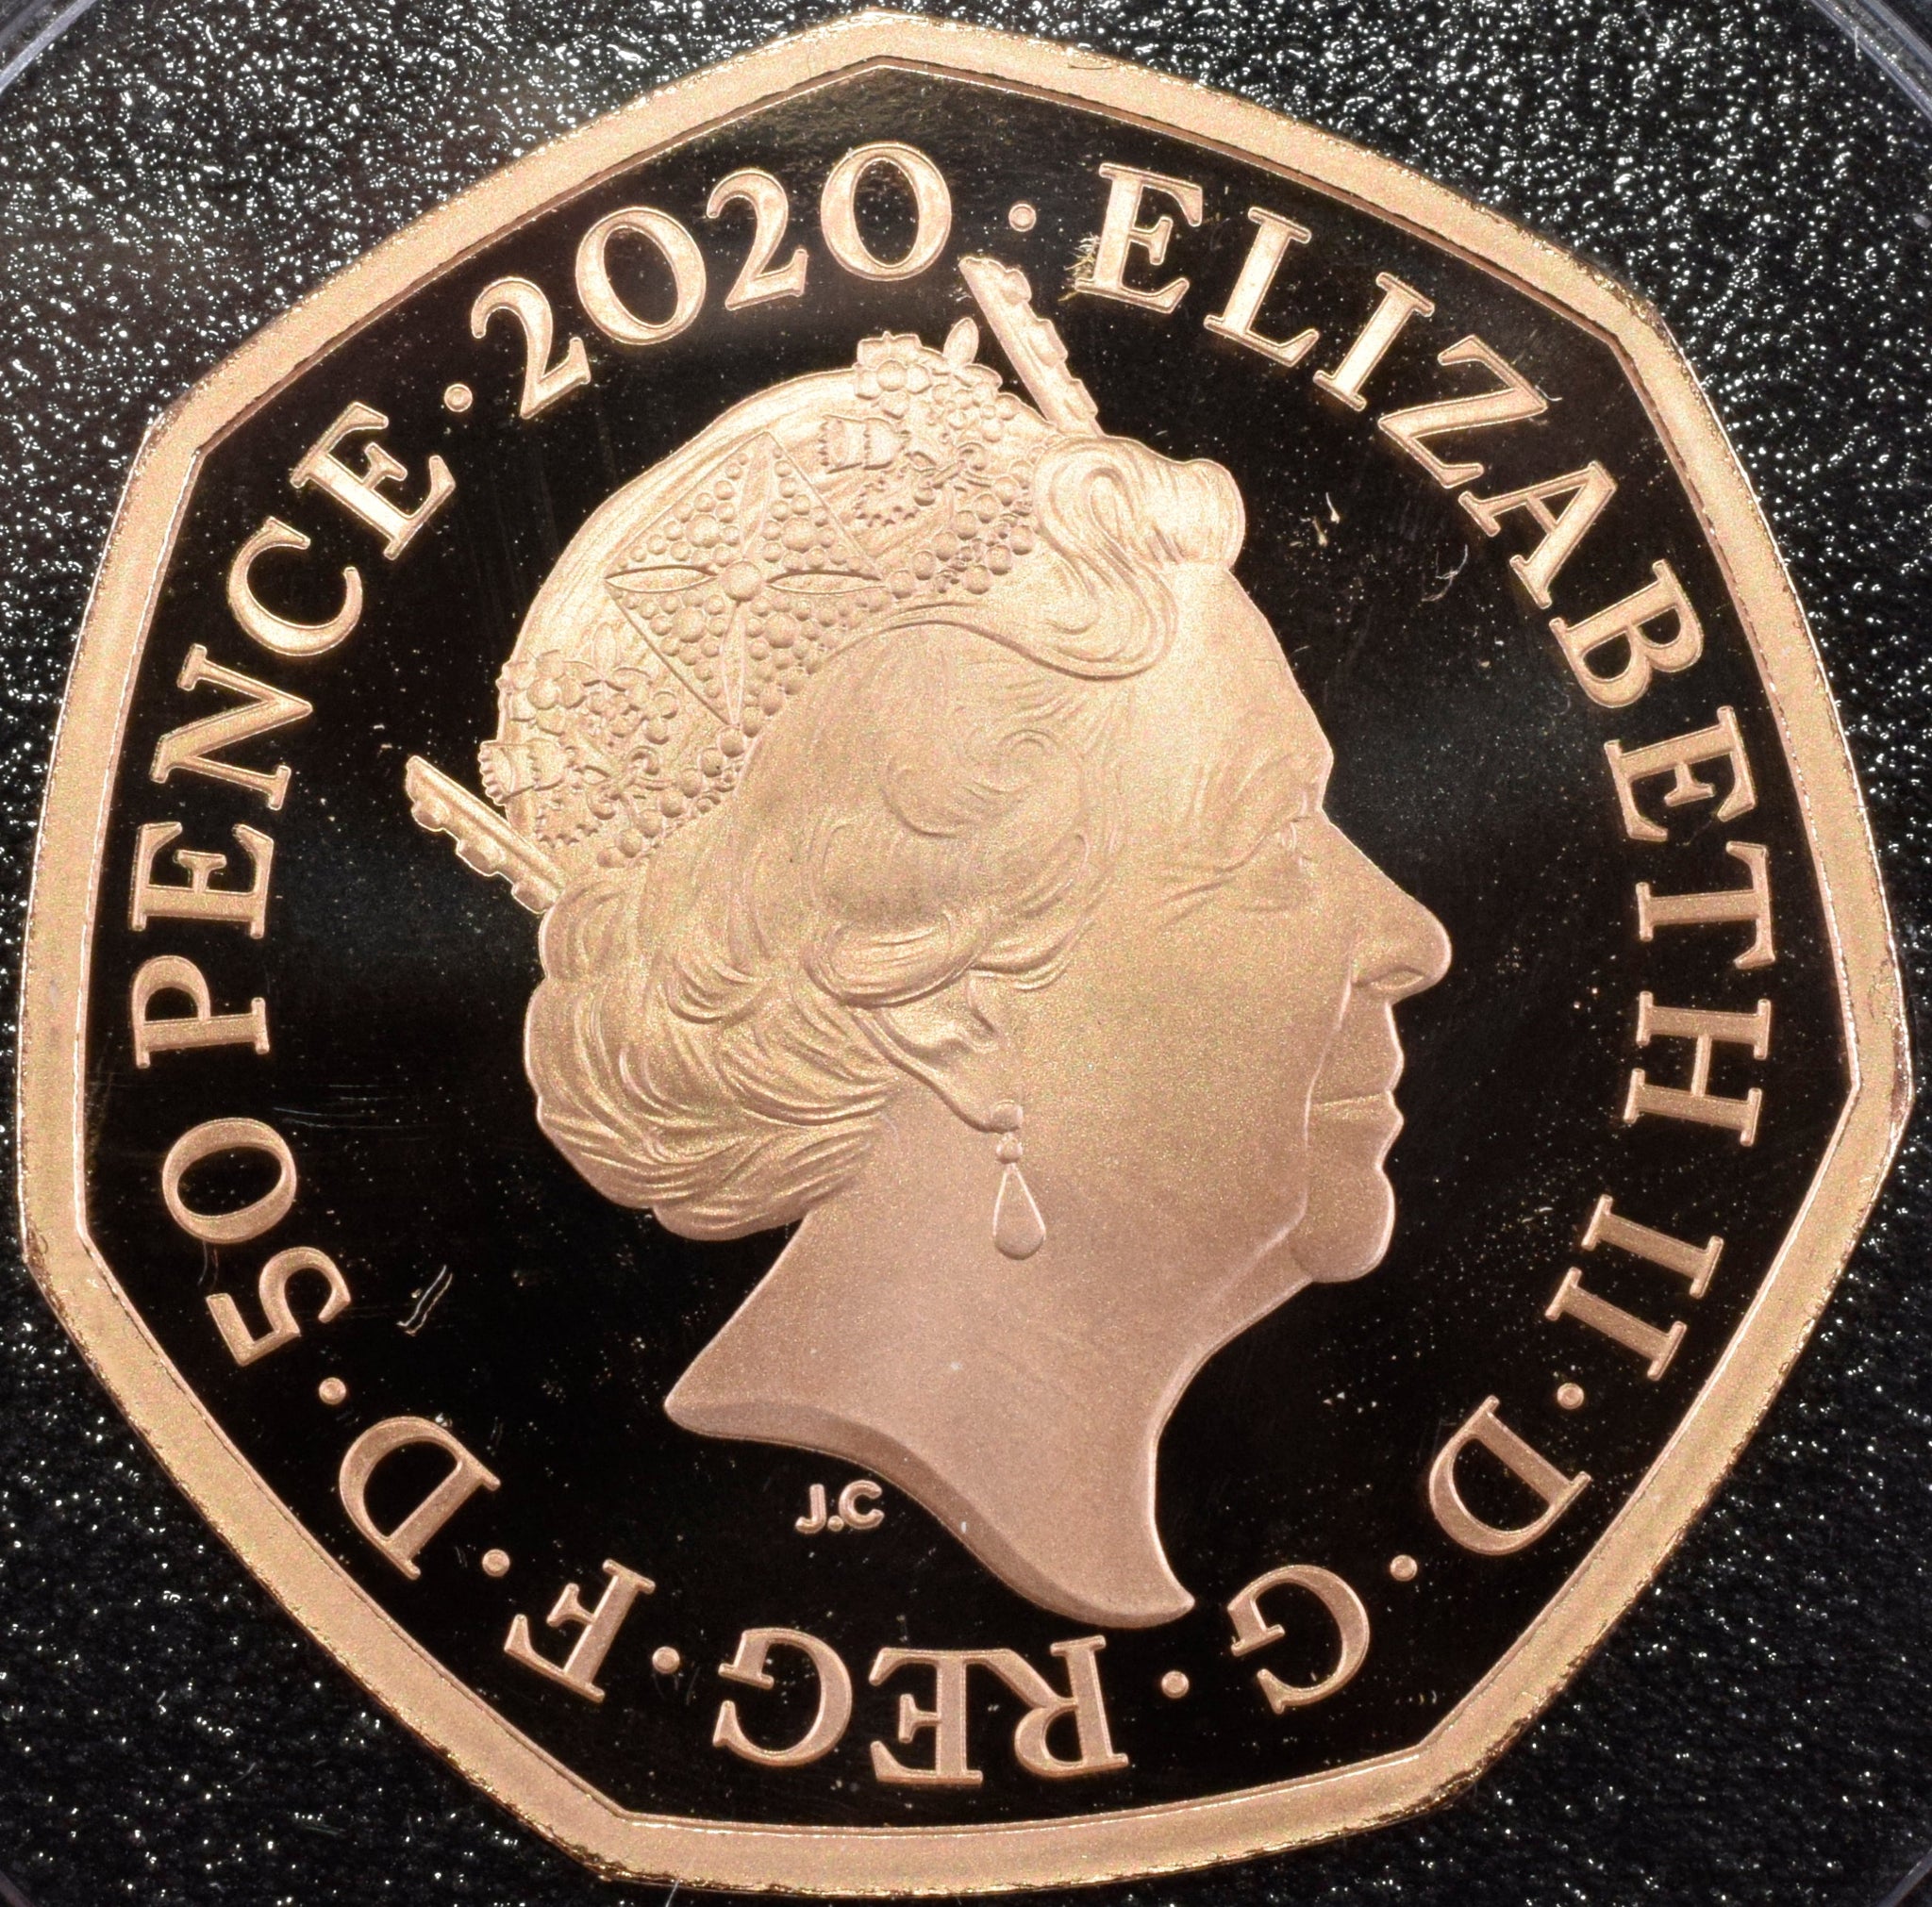 ELIZABETH II · D · G · REG · F · D · 50 PENCE · 2020 ·
J.C